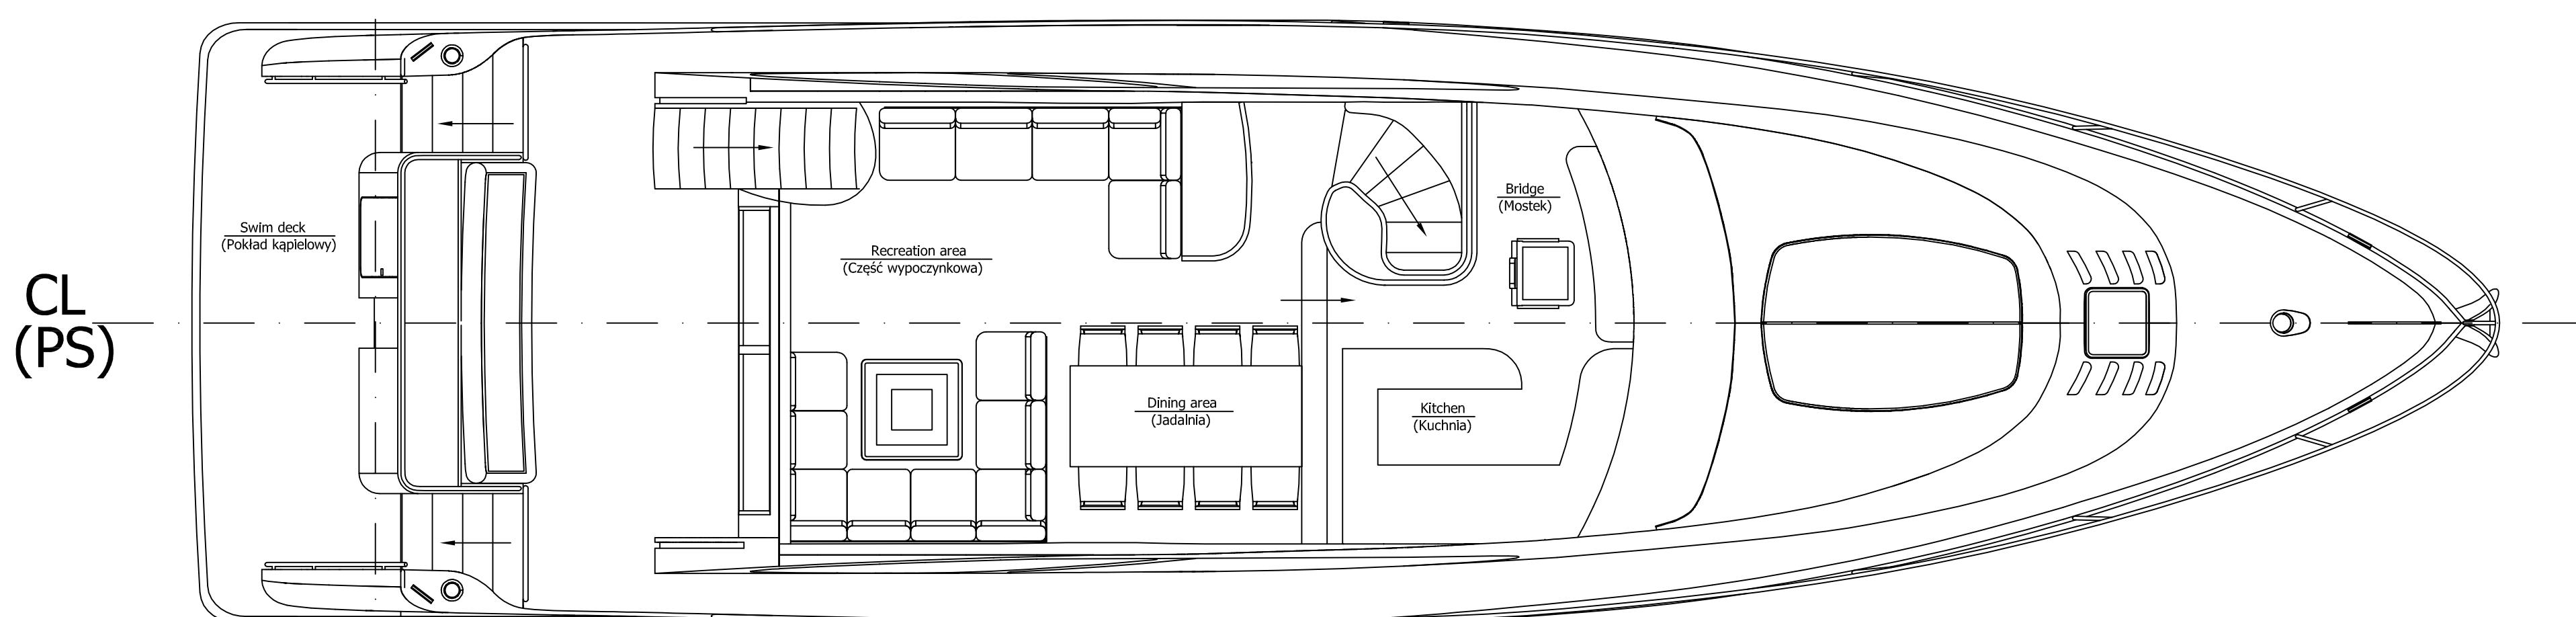 CL
(PS)
Swim deck
(Pokład kąpielowy)
Recreation area
(Część wypoczynkowa)
Dining area
(Jadalnia)
Kitchen
(Kuchnia)
Bridge
(Mostek)